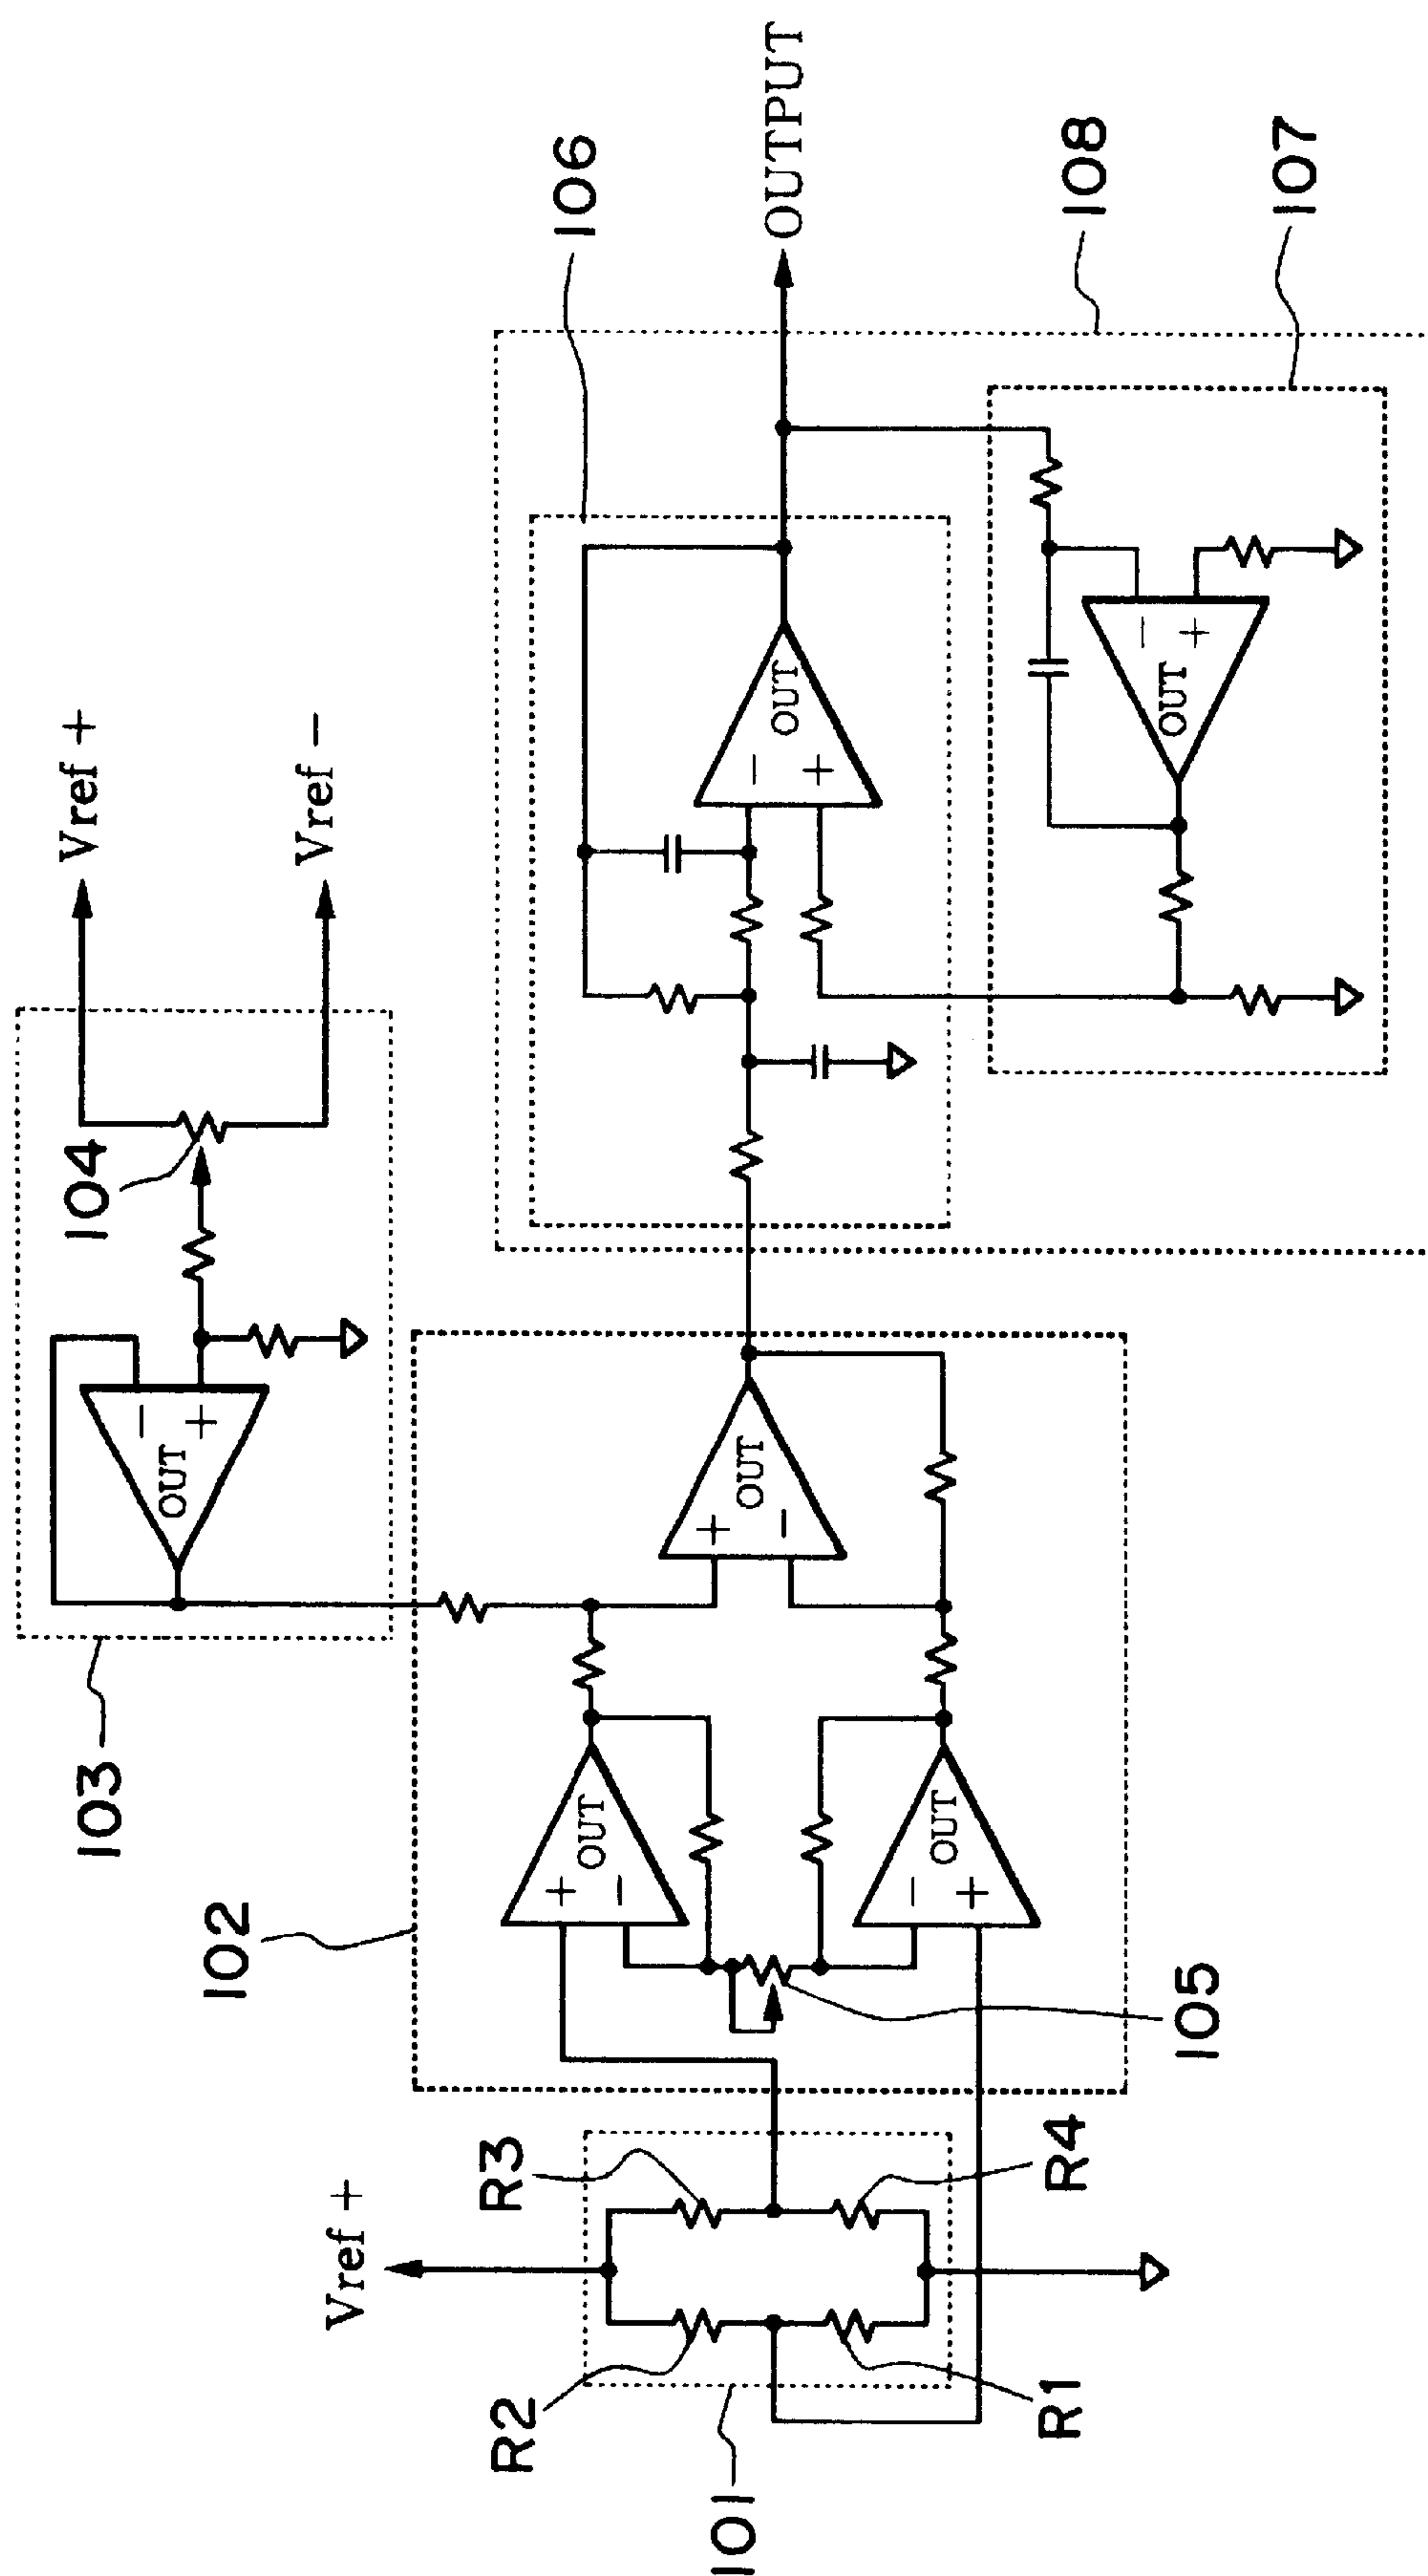 Vref +
Vref -
104
103
OUT
-
+
106
OUTPUT
108
107
OUT
-
+
OUT
-
+
102
OUT
+
-
OUT
+
-
OUT
-
+
105
Vref +
R3
R2
R4
R1
101